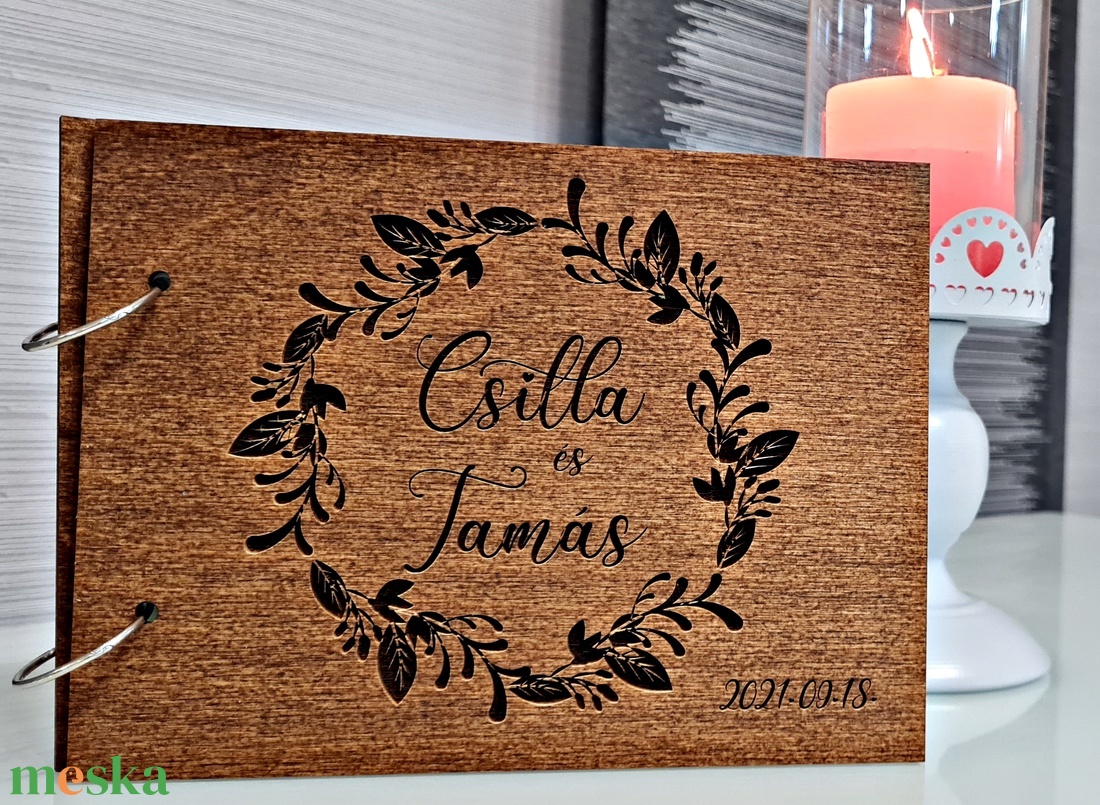 Csilla
és
Tamás
2021-09-18.
meska